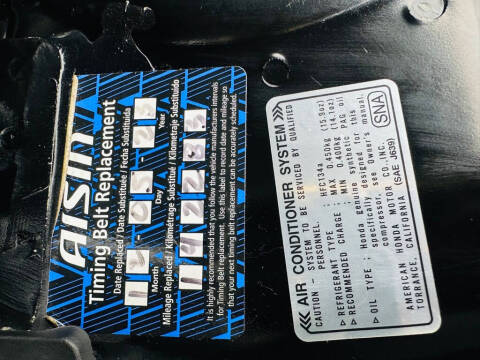 AISIN
Timing Belt Replacement
Date Replaced / Date Substituée / Fecha Substituido
Month - Day - Year
Mileage Replaced / Kilometrage Substitué / Kilometraje Substituido
It is highly recommended that you follow the vehicle manufacturers intervals
for Timing Belt replacement. Use this label to record date and mileage so
that your next timing belt replacement can be accurately scheduled.
AIR CONDITIONER SYSTEM
CAUTION - SYSTEM TO BE SERVICED BY QUALIFIED
PERSONNEL.
REFRIGERANT TYPE : HFC134a
RECOMMENDED CHARGE : MAX 0.450kg (15.9oz)
MIN 0.400kg (14.1oz)
OIL TYPE : Honda genuine synthetic PAG oil
specifically designed for this
compressor. see Owner's manual.
AMERICAN HONDA MOTOR CO.,INC.
TORRANCE, CALIFORNIA (SAE J639)
SNA